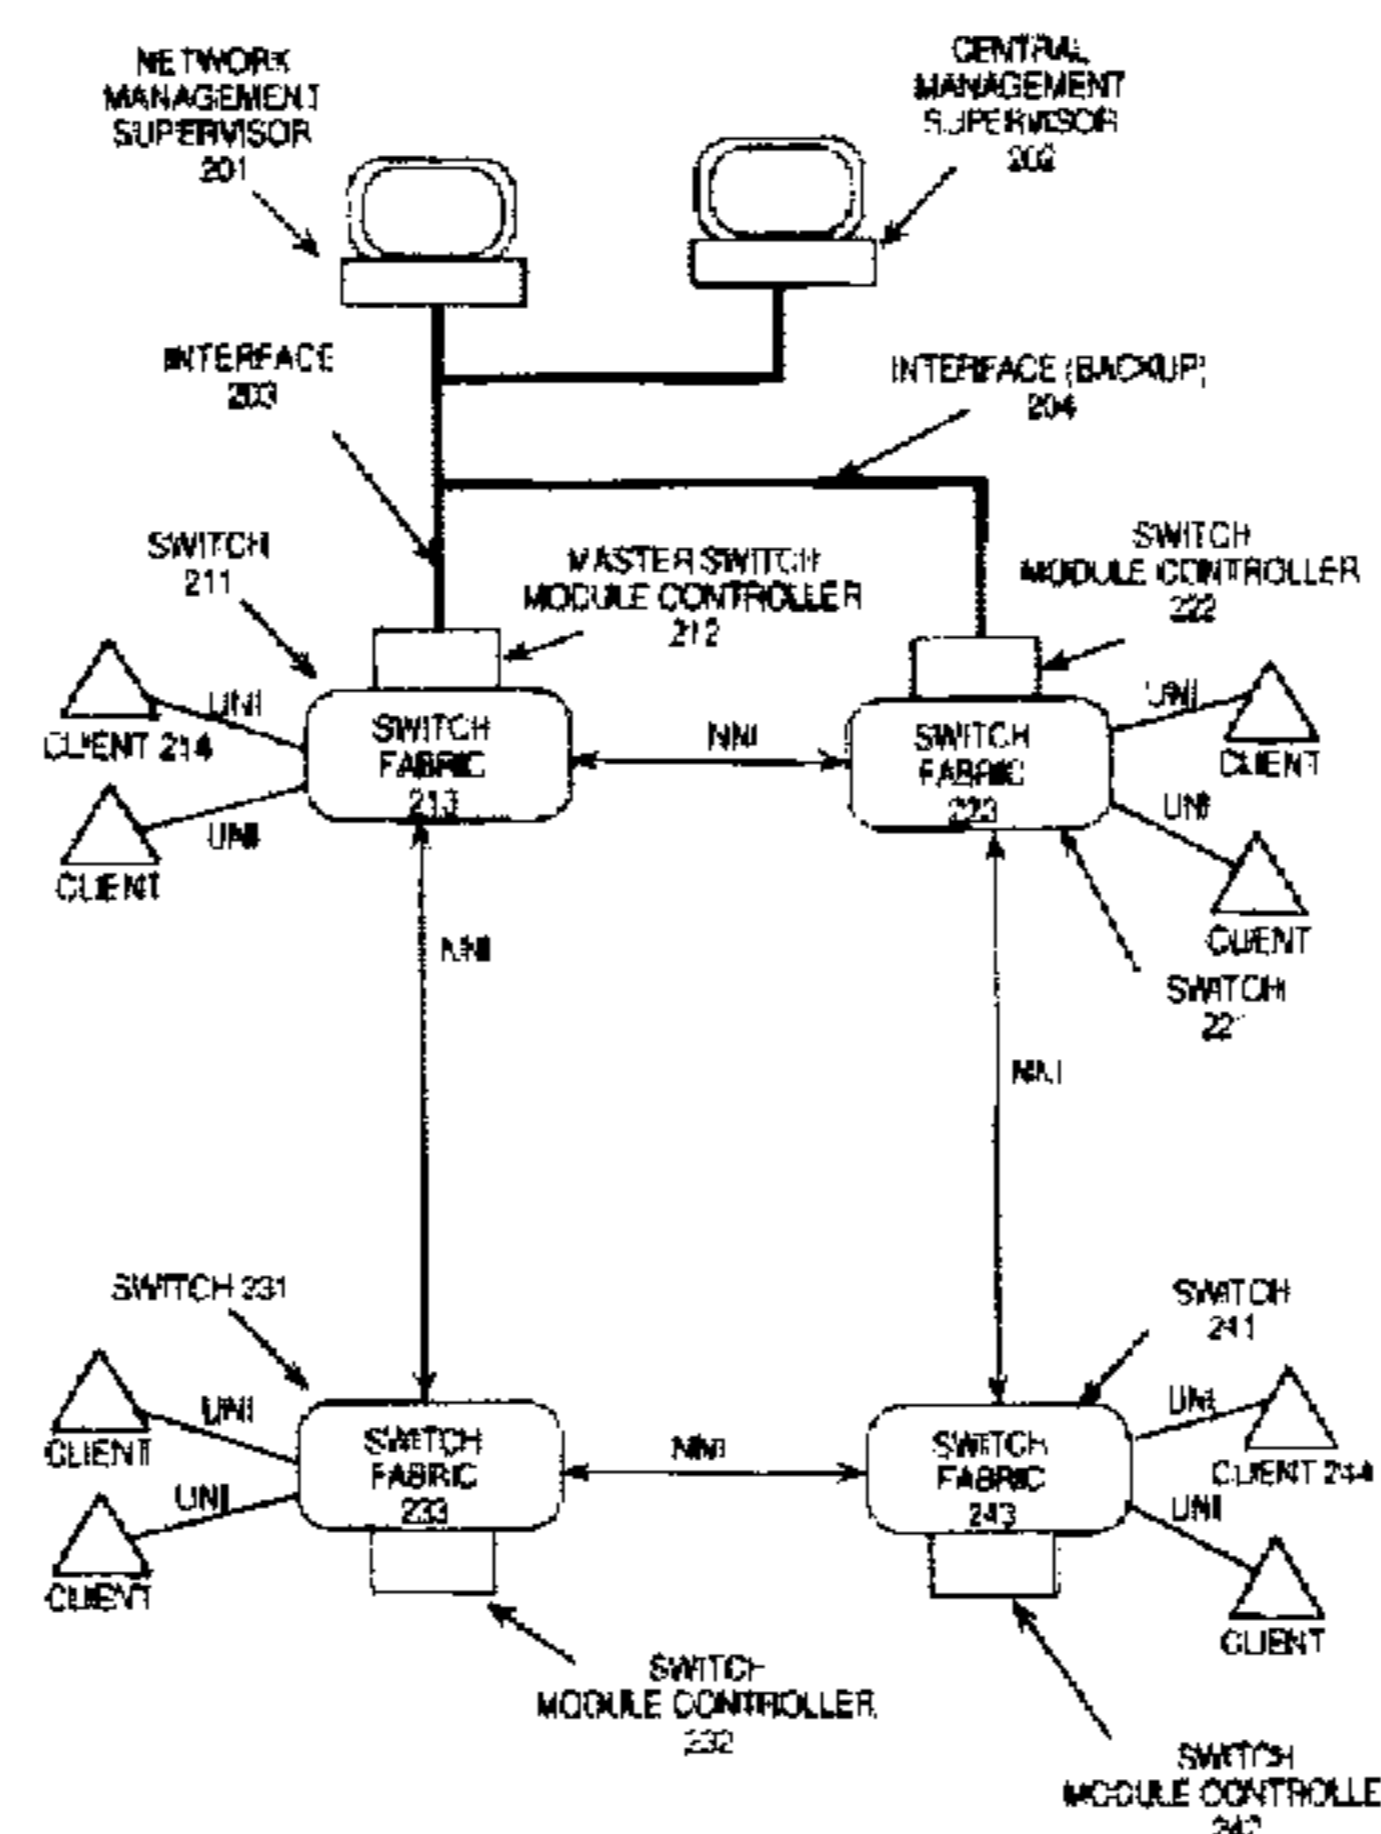 NETWORK
MANAGEMENT
SUPERVISOR
201
CENTRAL
MANAGEMENT
SUPERVISOR
202
INTERFACE
203
INTERFACE (BACKUP)
204
SWITCH
211
MASTER SWITCH
MODULE CONTROLLER
212
SWITCH
MODULE CONTROLLER
222
UNI
CLIENT 214
SWITCH
FABRIC
213
NNI
SWITCH
FABRIC
223
UNI
CLIENT
UNI
CLIENT
UNI
CLIENT
NNI
SWITCH
22
NNI
SWITCH 231
SWITCH
241
UNI
CLIENT
UNI
CLIENT
SWITCH
FABRIC
233
NNI
SWITCH
FABRIC
243
UNI
CLIENT 244
UNI
CLIENT
SWITCH
MODULE CONTROLLER
232
SWITCH
MODULE CONTROLLE